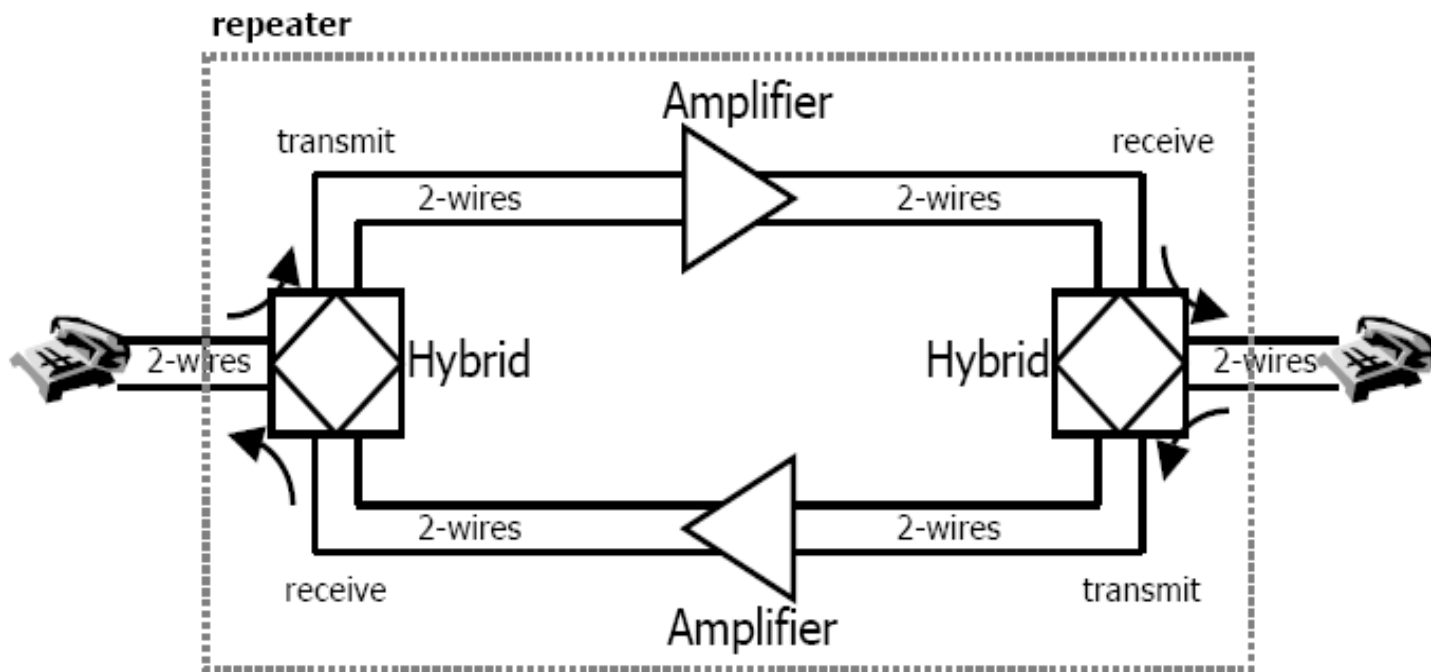 repeater
Amplifier
transmit
receive
2-wires
2-wires
2-wires
Hybrid
Hybrid
2-wires
2-wires
2-wires
receive
transmit
Amplifier